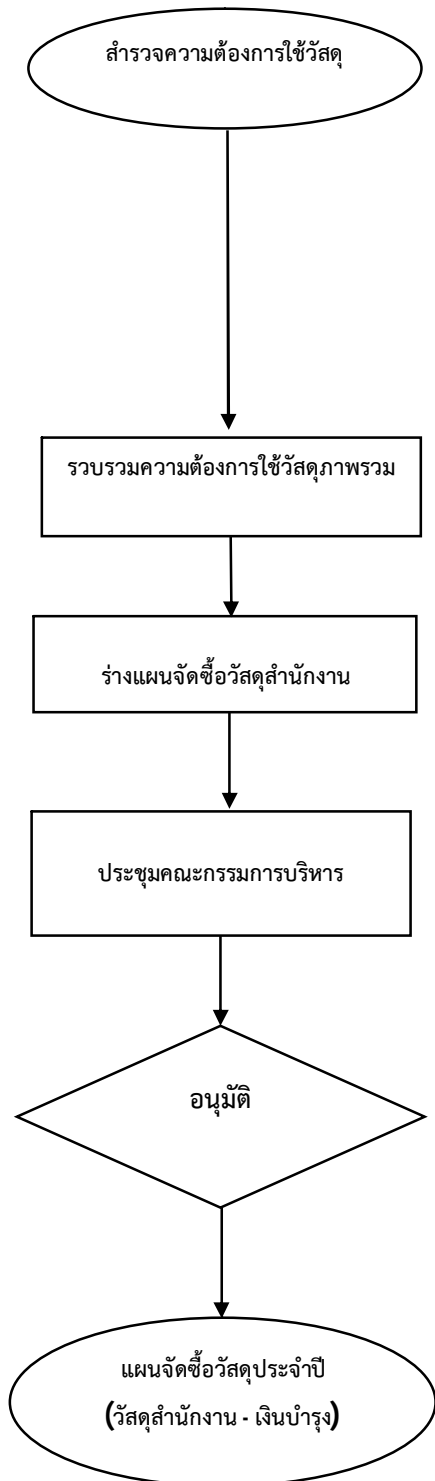 สำรวจความต้องการใช้วัสดุ
รวบรวมความต้องการใช้วัสดุภาพรวม
ร่างแผนจัดซื้อวัสดุสำนักงาน
ประชุมคณะกรรมการบริหาร
อนุมัติ
แผนจัดซื้อวัสดุประจำปี
(วัสดุสำนักงาน - เงินบำรุง)